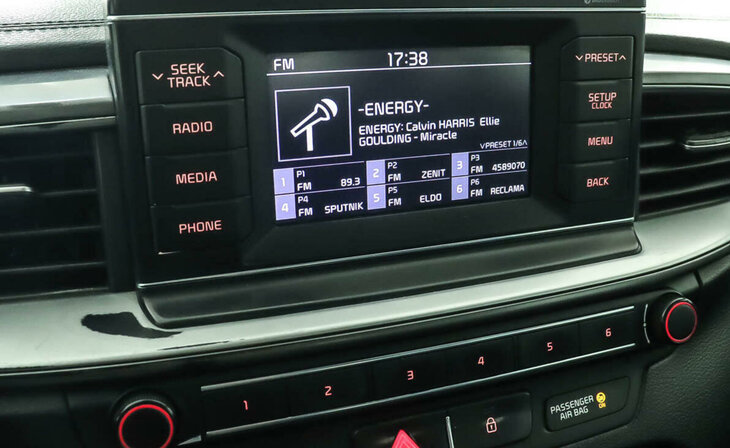 FM 17:38
SEEK
TRACK
RADIO
MEDIA
PHONE
-ENERGY-
ENERGY: Calvin HARRIS Ellie
GOULDING - Miracle
PRESET 1/6
1 P1 FM 89.3
2 P2 FM ZENIT
3 P3 FM 4589070
4 P4 FM SPUTNIK
5 P5 FM ELDO
6 P6 FM RECLAMA
PRESET
SETUP
CLOCK
MENU
BACK
1 2 3 4 5 6
PASSENGER
AIR BAG
ON